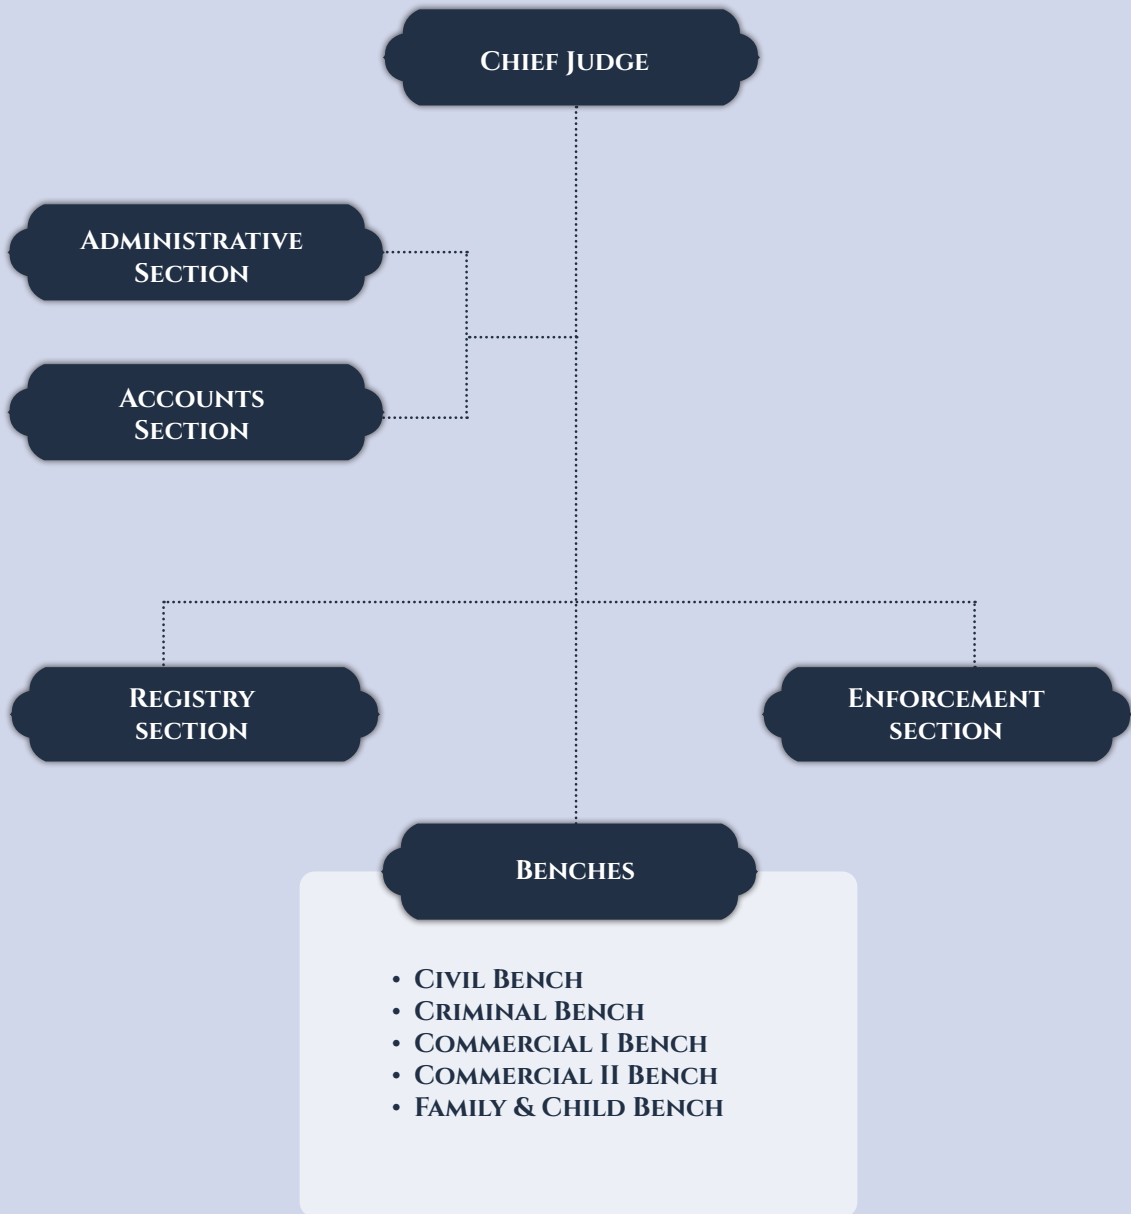 Chief Judge
Administrative
Section
Accounts
Section
Registry
section
Enforcement
section
Benches
• Civil Bench
• Criminal Bench
• Commercial I Bench
• Commercial II Bench
• Family & Child Bench